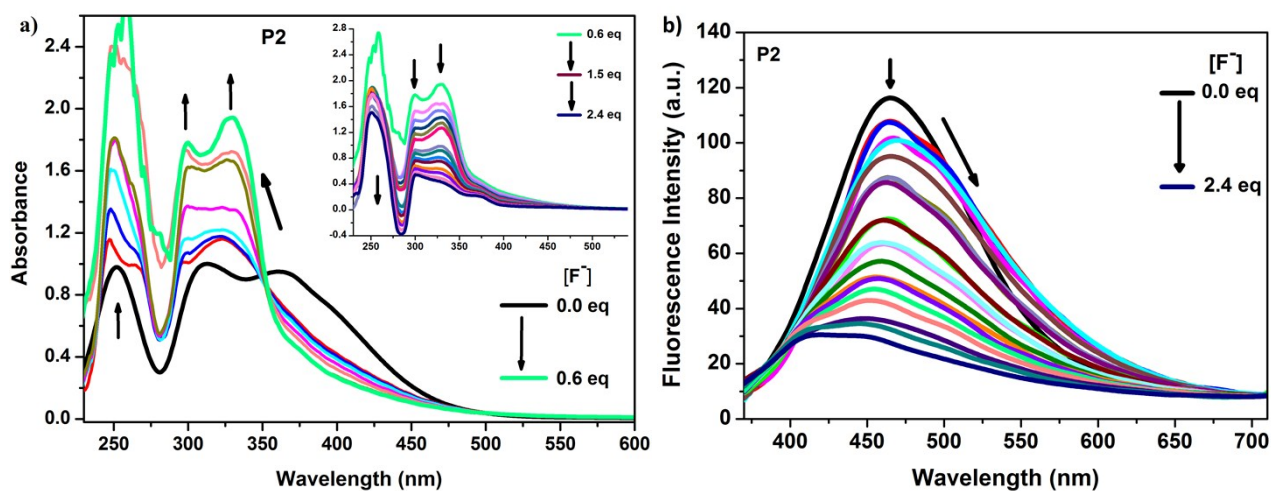 a)
P2
Absorbance
2.4
2.0
1.6
1.2
0.8
0.4
0.0
250 300 350 400 450 500 550 600
Wavelength (nm)
[F⁻]
0.0 eq
0.6 eq
2.8
2.4
2.0
1.6
1.2
0.8
0.4
0.0
-0.4
250 300 350 400 450 500
0.6 eq
1.5 eq
2.4 eq
b)
P2
Fluorescence Intensity (a.u.)
140
120
100
80
60
40
20
0
400 450 500 550 600 650 700
Wavelength (nm)
[F⁻]
0.0 eq
2.4 eq